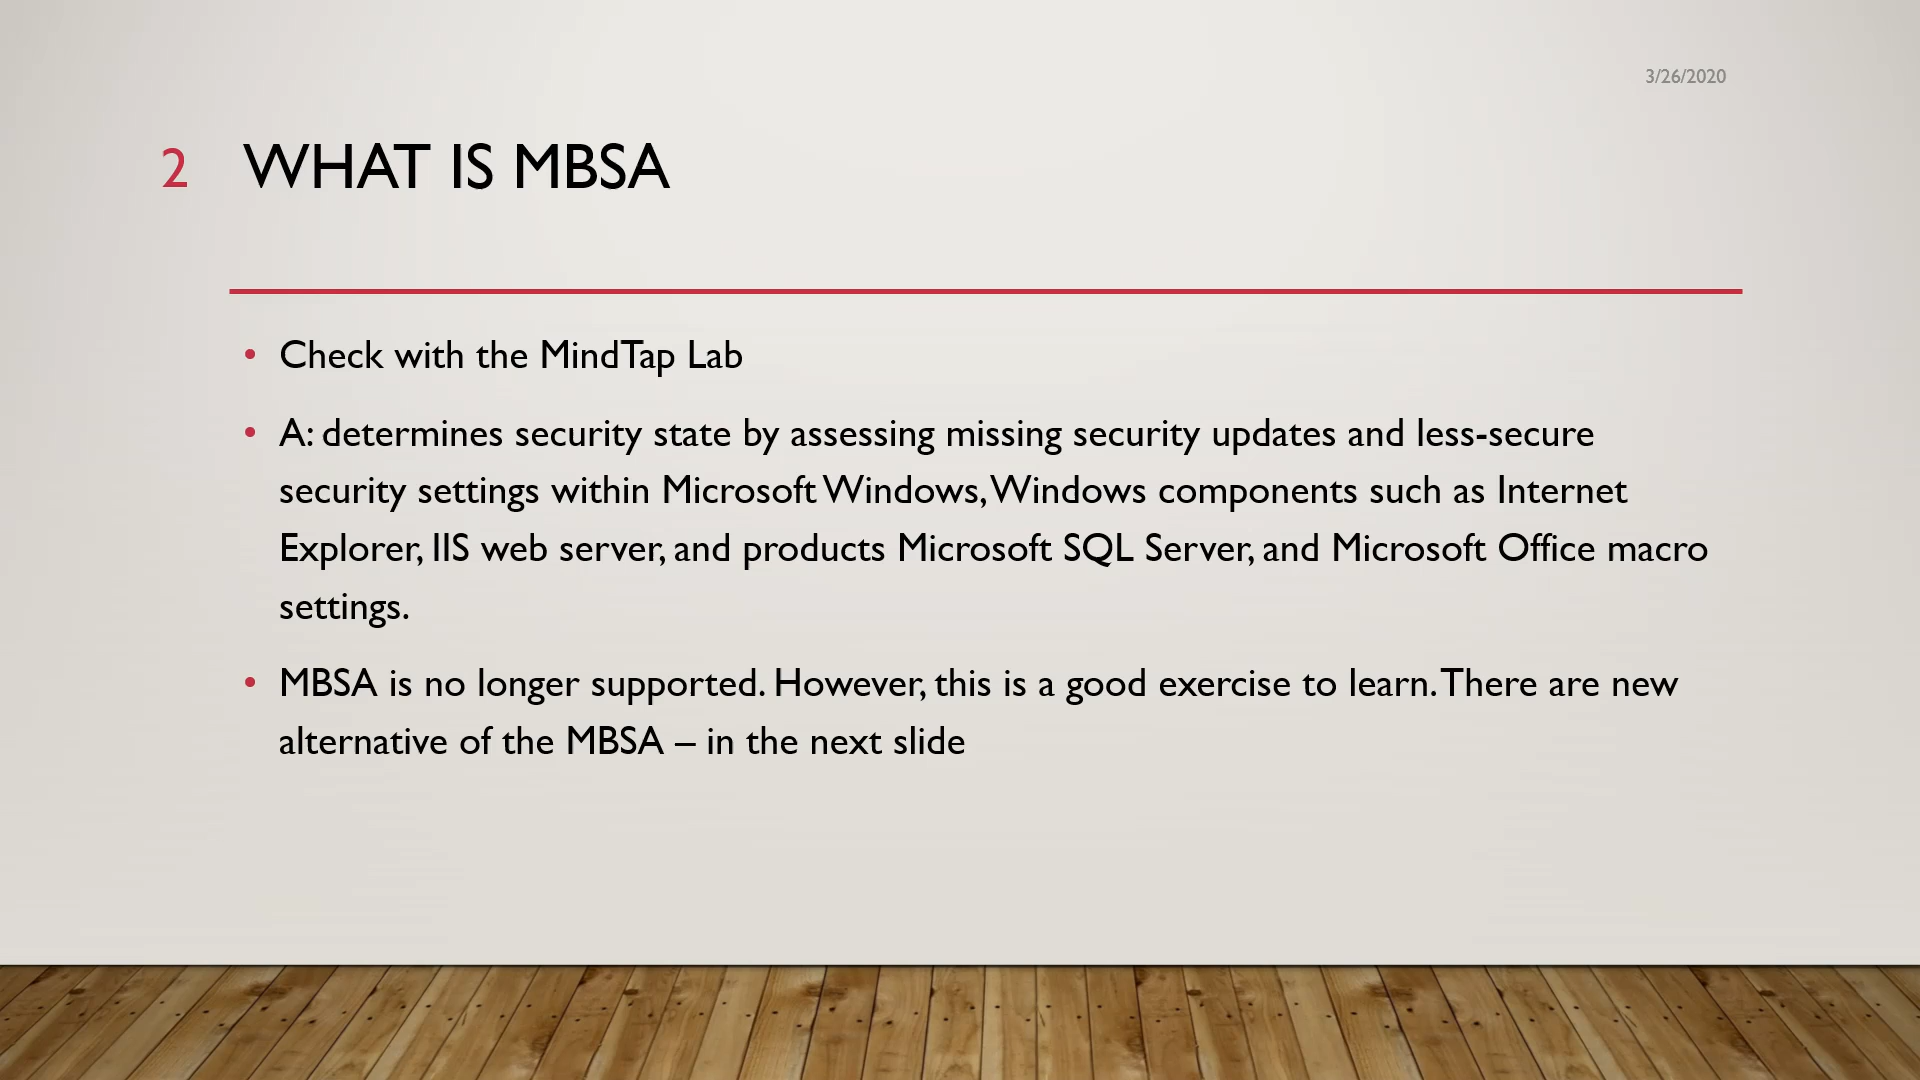 3/26/2020
2 WHAT IS MBSA
• Check with the MindTap Lab
• A: determines security state by assessing missing security updates and less-secure
security settings within Microsoft Windows, Windows components such as Internet
Explorer, IIS web server, and products Microsoft SQL Server, and Microsoft Office macro
settings.
• MBSA is no longer supported. However, this is a good exercise to learn. There are new
alternative of the MBSA – in the next slide